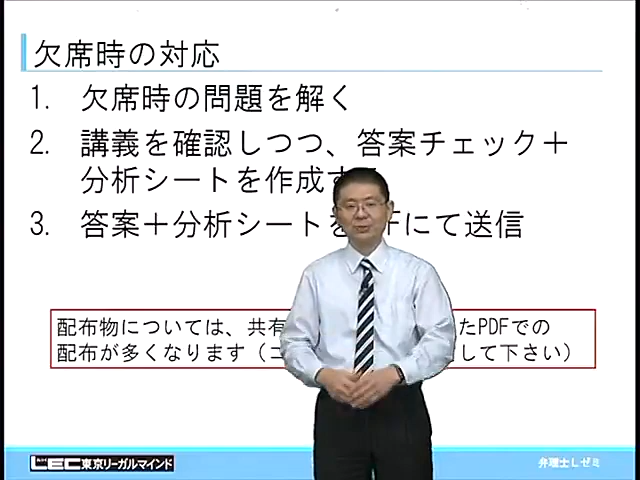 欠席時の対応
1. 欠席時の問題を解く
2. 講義を確認しつつ、答案チェック＋
分析シートを作成す
3. 答案＋分析シートを Fにて送信
配布物については、共有 たPDFでの
配布が多くなります（コ して下さい）
LEC東京リーガルマインド
弁理士Lゼミ